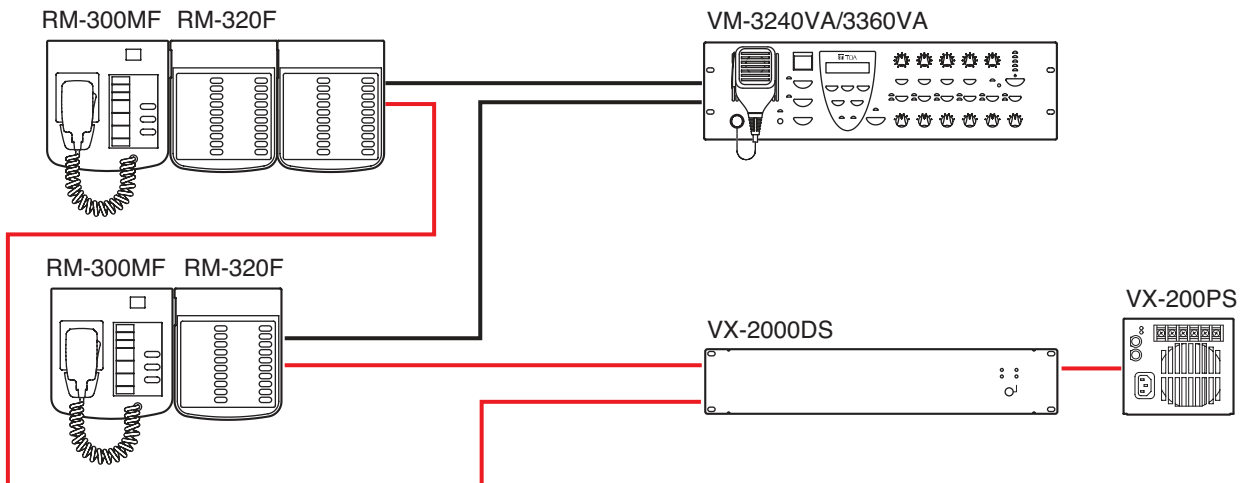 RM-300MF RM-320F
VM-3240VA/3360VA
TOA
RM-300MF RM-320F
VX-2000DS
VX-200PS